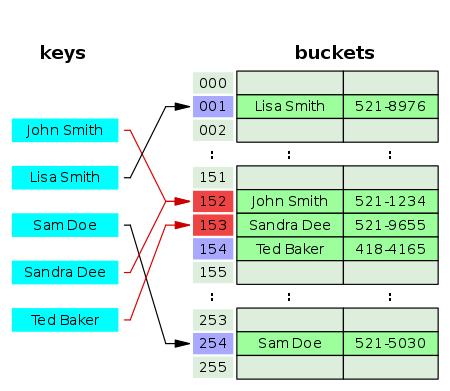 keys
buckets
000
001 Lisa Smith 521-8976
002
:  :  :
John Smith
Lisa Smith
Sam Doe
Sandra Dee
Ted Baker
151
152 John Smith 521-1234
153 Sandra Dee 521-9655
154 Ted Baker 418-4165
155
:  :  :
253
254 Sam Doe 521-5030
255